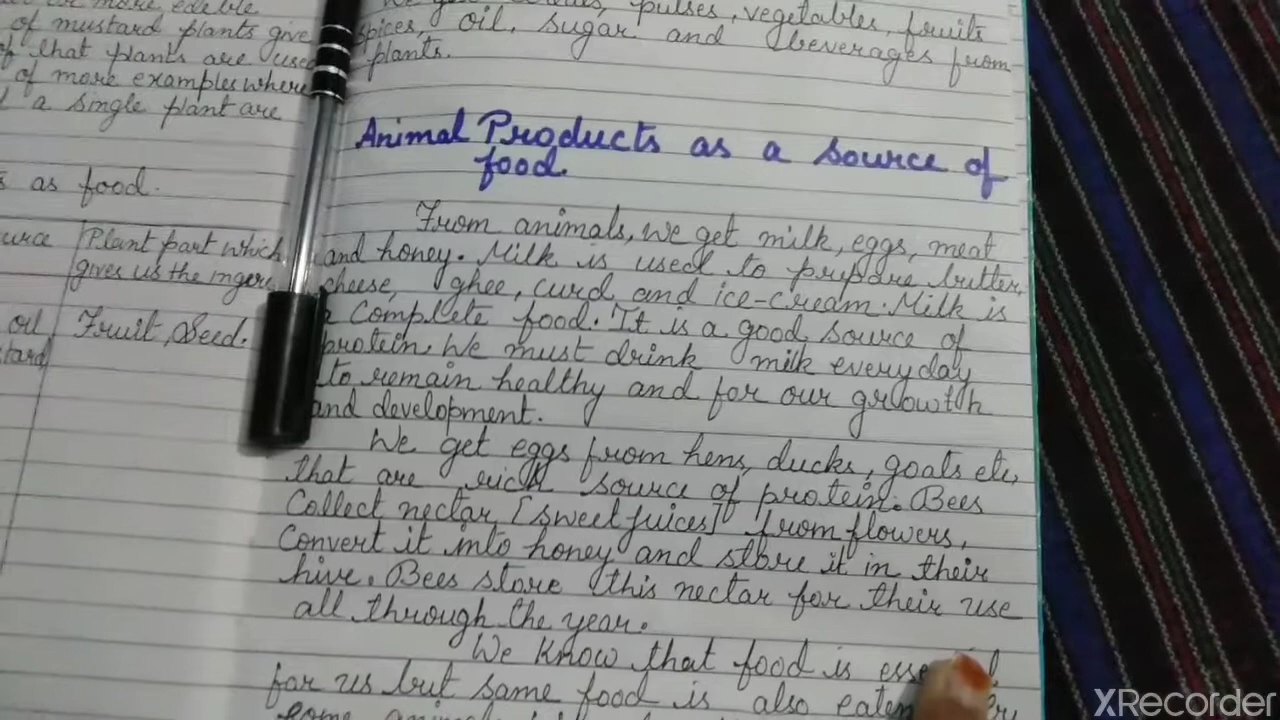 of mustard plants give
of that plants are used
of more examples where
a single plant are
as food.
Plant part which
gives us the
oil
Fruit, Seed.
pulses, vegetables, fruits
spices, oil, sugar and beverages from
plants.
Animal Products as a source of
food.
From animals, we get milk, eggs, meat
and honey. Milk is used to prepare butter,
cheese, ghee, curd and ice-cream. Milk is
Complete food. It is a good source of
protein. We must drink milk everyday
to remain healthy and for our growth
and development.
We get eggs from hens, ducks, goats etc,
that are rich source of protein. Bees
Collect nectar [sweet juices] from flowers,
Convert it into honey and store it in their
hive. Bees store this nectar for their use
all through the year.
We know that food is
for us but same food is also eaten
some
XRecorder